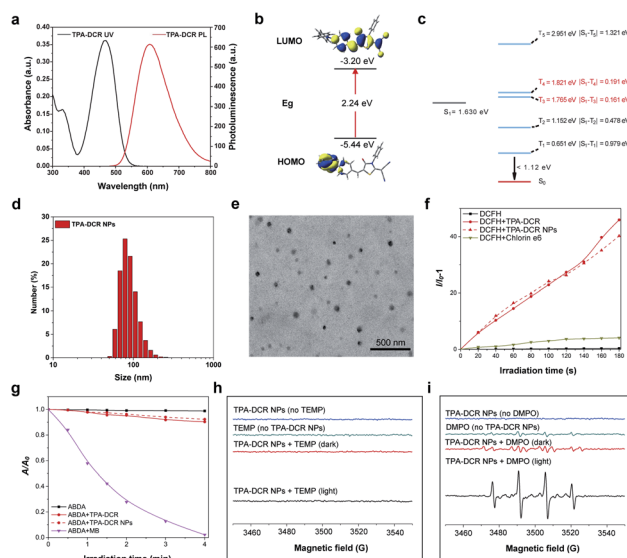 a
TPA-DCR UV
TPA-DCR PL
Absorbance (a.u.)
0.4
0.3
0.2
0.1
0.0
300 400 500 600 700 800
Wavelength (nm)
700
600
500
400
300
200
100
0
Photoluminescence (a.u.)
b
LUMO
-3.20 eV
Eg
2.24 eV
-5.44 eV
HOMO
c
S1= 1.630 eV
T5 = 2.951 eV |S1-T5| = 1.321 eV
T4 = 1.821 eV |S1-T4| = 0.191 eV
T3 = 1.765 eV |S1-T3| = 0.161 eV
T2 = 1.152 eV |S1-T2| = 0.478 eV
T1 = 0.651 eV |S1-T1| = 0.979 eV
< 1.12 eV
S0
d
TPA-DCR NPs
Number (%)
30
25
20
15
10
5
0
10 100 1000
Size (nm)
e
500 nm
f
DCFH
DCFH+TPA-DCR
DCFH+TPA-DCR NPs
DCFH+Chlorin e6
I/I0-1
40
20
0
0 20 40 60 80 100 120 140 160 180
Irradiation time (s)
g
A/A0
1.0
0.8
0.6
0.4
0.2
0.0
ABDA
ABDA+TPA-DCR
ABDA+TPA-DCR NPs
ABDA+MB
0 1 2 3 4
Irradiation time (min)
h
TPA-DCR NPs (no TEMP)
TEMP (no TPA-DCR NPs)
TPA-DCR NPs + TEMP (dark)
TPA-DCR NPs + TEMP (light)
3460 3480 3500 3520 3540
Magnetic field (G)
i
TPA-DCR NPs (no DMPO)
DMPO (no TPA-DCR NPs)
TPA-DCR NPs + DMPO (dark)
TPA-DCR NPs + DMPO (light)
3460 3480 3500 3520 3540
Magnetic field (G)